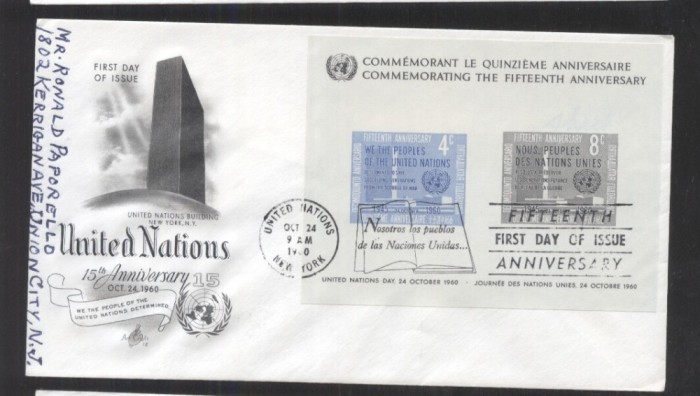 MR. RONALD PAPORELLO
1802 KERRIGAN AVE, UNION CITY, N.J.
FIRST DAY
OF ISSUE
UNITED NATIONS BUILDING
NEW YORK, N.Y.
United Nations
15th Anniversary
OCT. 24, 1960
WE THE PEOPLE OF THE
UNITED NATIONS DETERMINED
15
COMMÉMORANT LE QUINZIÈME ANNIVERSAIRE
COMMEMORATING THE FIFTEENTH ANNIVERSARY
FIFTEENTH ANNIVERSARY
4c
WE THE PEOPLES
OF THE UNITED NATIONS
FIFTEENTH ANNIVERSARY
8c
NOUS, PEUPLES
DES NATIONS UNIES
UNITED NATIONS
OCT 24
9 AM
NEW YORK
Nosotros los pueblos
de las Naciones Unidas...
FIFTEENTH
FIRST DAY OF ISSUE
ANNIVERSARY
UNITED NATIONS DAY, 24 OCTOBER 1960 · JOURNÉE DES NATIONS UNIES, 24 OCTOBRE 1960